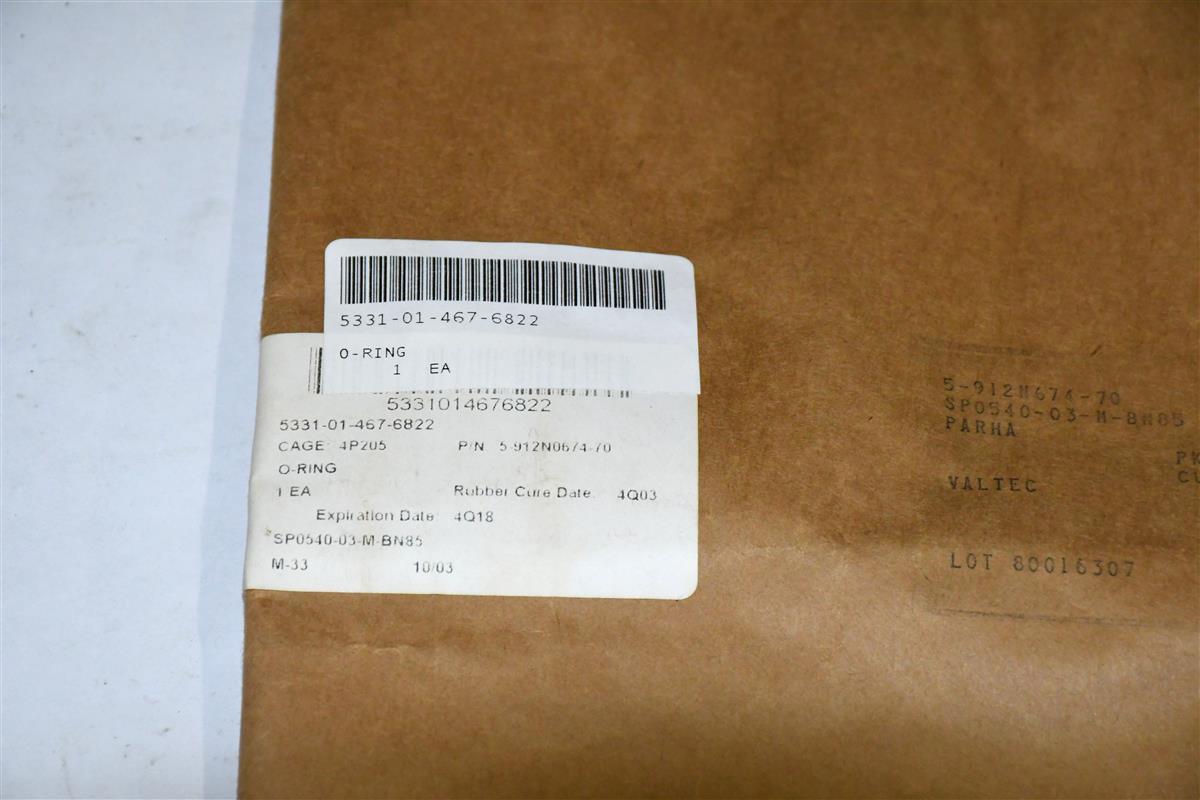 5331-01-467-6822
O-RING
1 EA
5331014676822
5331-01-467-6822
CAGE: 4P205 P/N 5-912N0674-70
O-RING
1 EA Rubber Cure Date: 4Q03
Expiration Date: 4Q18
SP0540-03-M-BN85
M-33 10/03
5-912N674-70
SP0540-03-M-BN85
PARHA
PK
CU
VALTEC
LOT 80016307